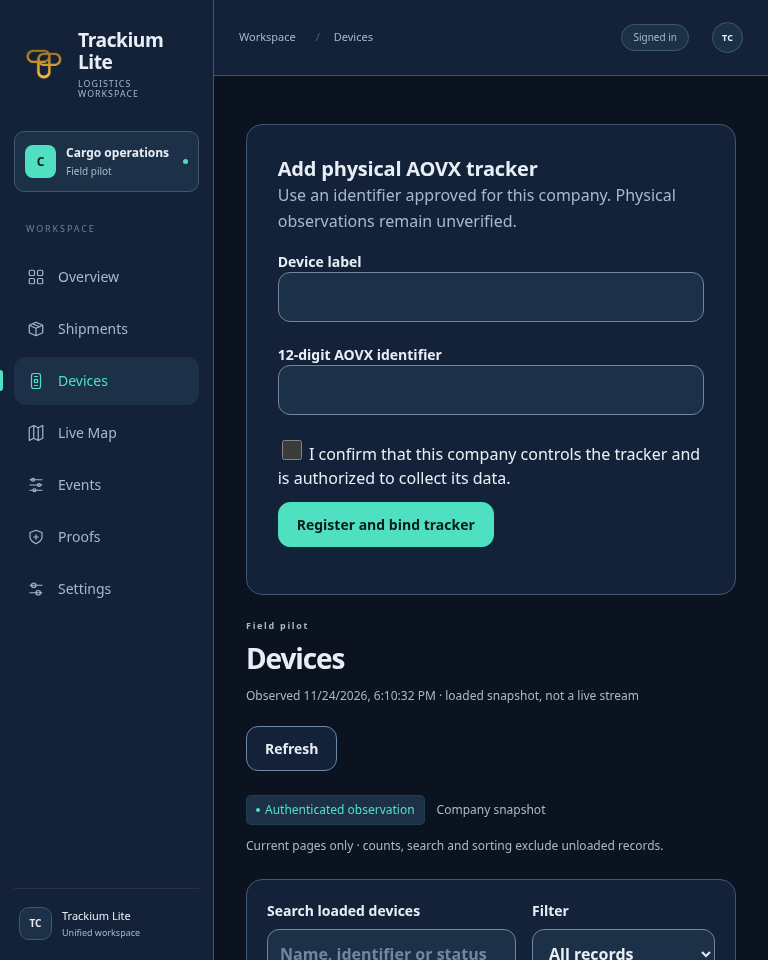 Trackium
Lite
LOGISTICS
WORKSPACE
C
Cargo operations
Field pilot
WORKSPACE
Overview
Shipments
Devices
Live Map
Events
Proofs
Settings
TC
Trackium Lite
Unified workspace
Workspace / Devices
Signed in
TC
Add physical AOVX tracker
Use an identifier approved for this company. Physical
observations remain unverified.
Device label
12-digit AOVX identifier
I confirm that this company controls the tracker and
is authorized to collect its data.
Register and bind tracker
Field pilot
Devices
Observed 11/24/2026, 6:10:32 PM · loaded snapshot, not a live stream
Refresh
Authenticated observation
Company snapshot
Current pages only · counts, search and sorting exclude unloaded records.
Search loaded devices
Filter
Name, identifier or status
All records